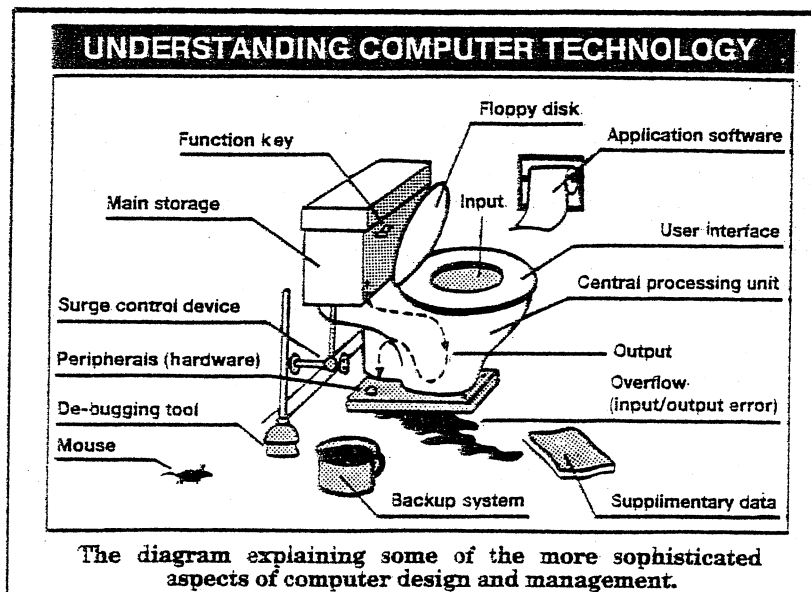 UNDERSTANDING COMPUTER TECHNOLOGY
Floppy disk
Function key
Application software
Main storage
Input
User interface
Central processing unit
Surge control device
Output
Peripherals (hardware)
Overflow
(input/output error)
De-bugging tool
Mouse
Backup system
Supplimentary data
The diagram explaining some of the more sophisticated
aspects of computer design and management.